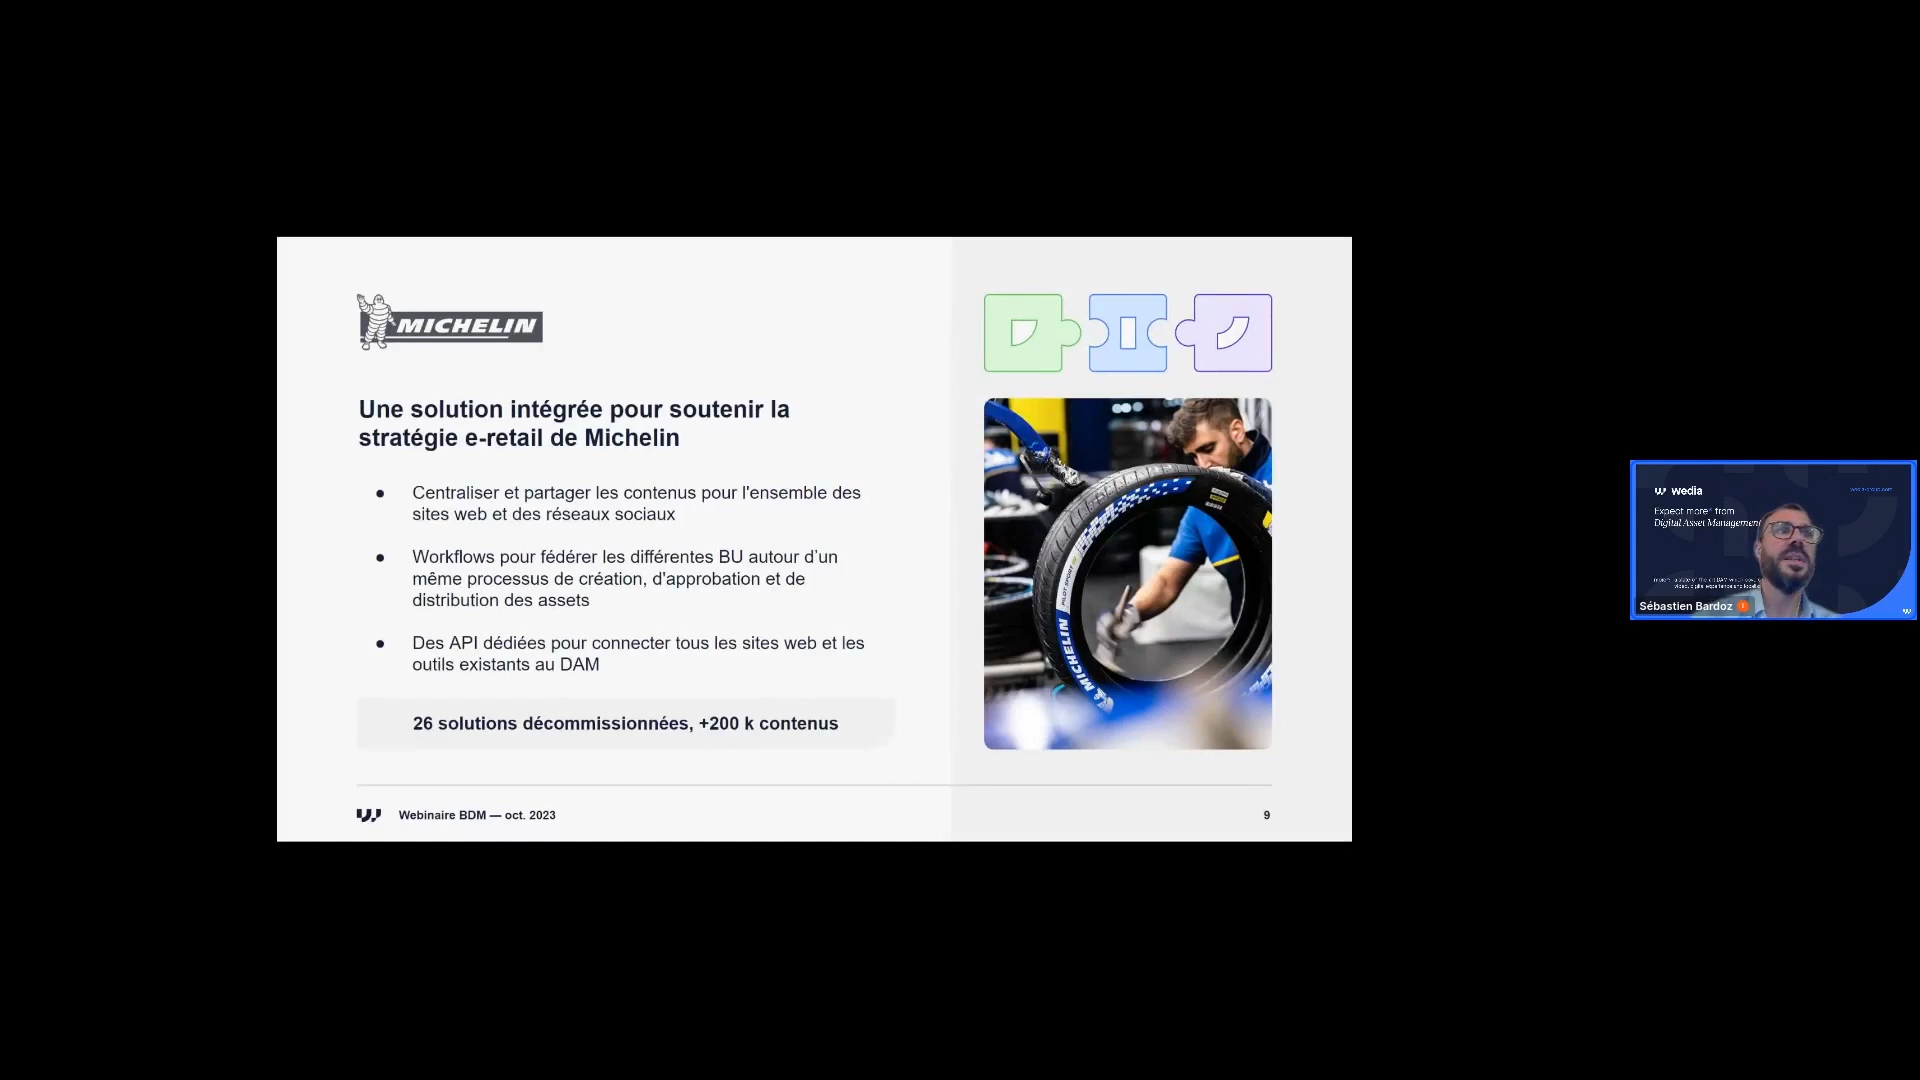 MICHELIN
Une solution intégrée pour soutenir la
stratégie e-retail de Michelin
● Centraliser et partager les contenus pour l'ensemble des
sites web et des réseaux sociaux
● Workflows pour fédérer les différentes BU autour d’un
même processus de création, d'approbation et de
distribution des assets
● Des API dédiées pour connecter tous les sites web et les
outils existants au DAM
26 solutions décommissionnées, +200 k contenus
Webinaire BDM — oct. 2023
9
PILOT SPORT
MICHELIN
wedia
Expect more from
Digital Asset Management
Sébastien Bardoz